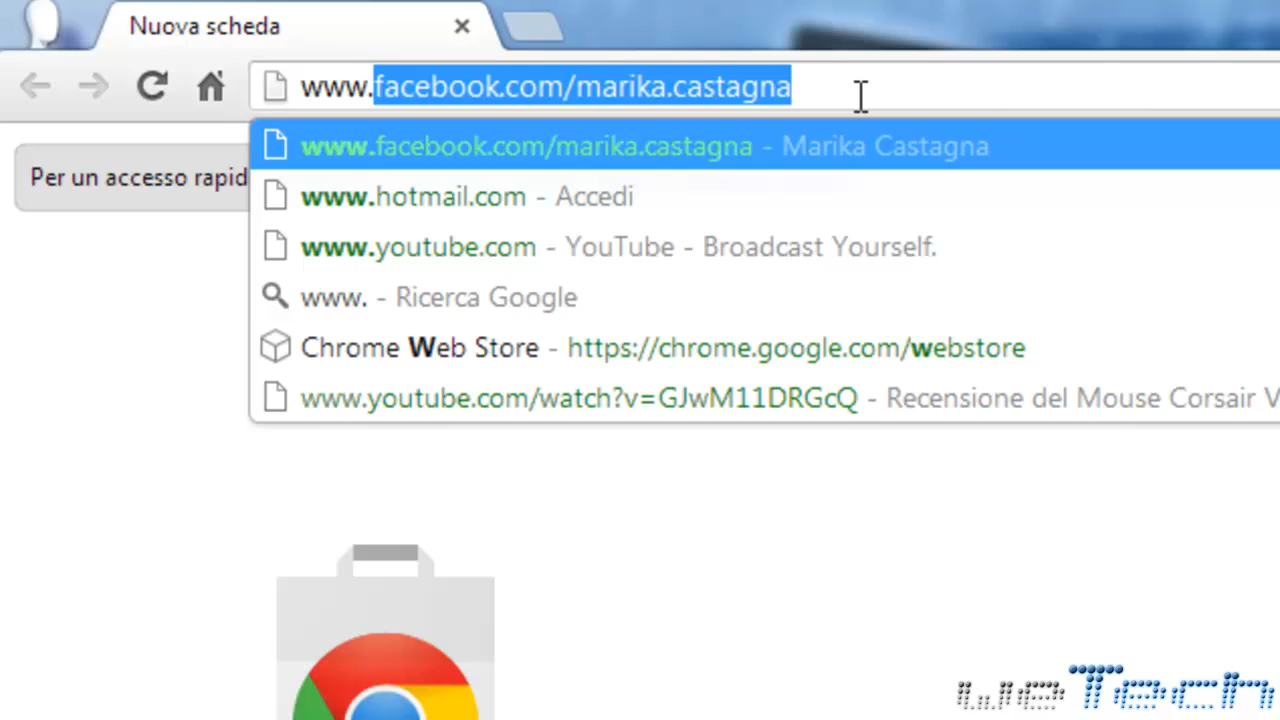 Nuova scheda
www.facebook.com/marika.castagna
www.facebook.com/marika.castagna - Marika Castagna
Per un accesso rapid
www.hotmail.com - Accedi
www.youtube.com - YouTube - Broadcast Yourself.
www. - Ricerca Google
Chrome Web Store - https://chrome.google.com/webstore
www.youtube.com/watch?v=GJwM11DRGcQ - Recensione del Mouse Corsair V
weTech